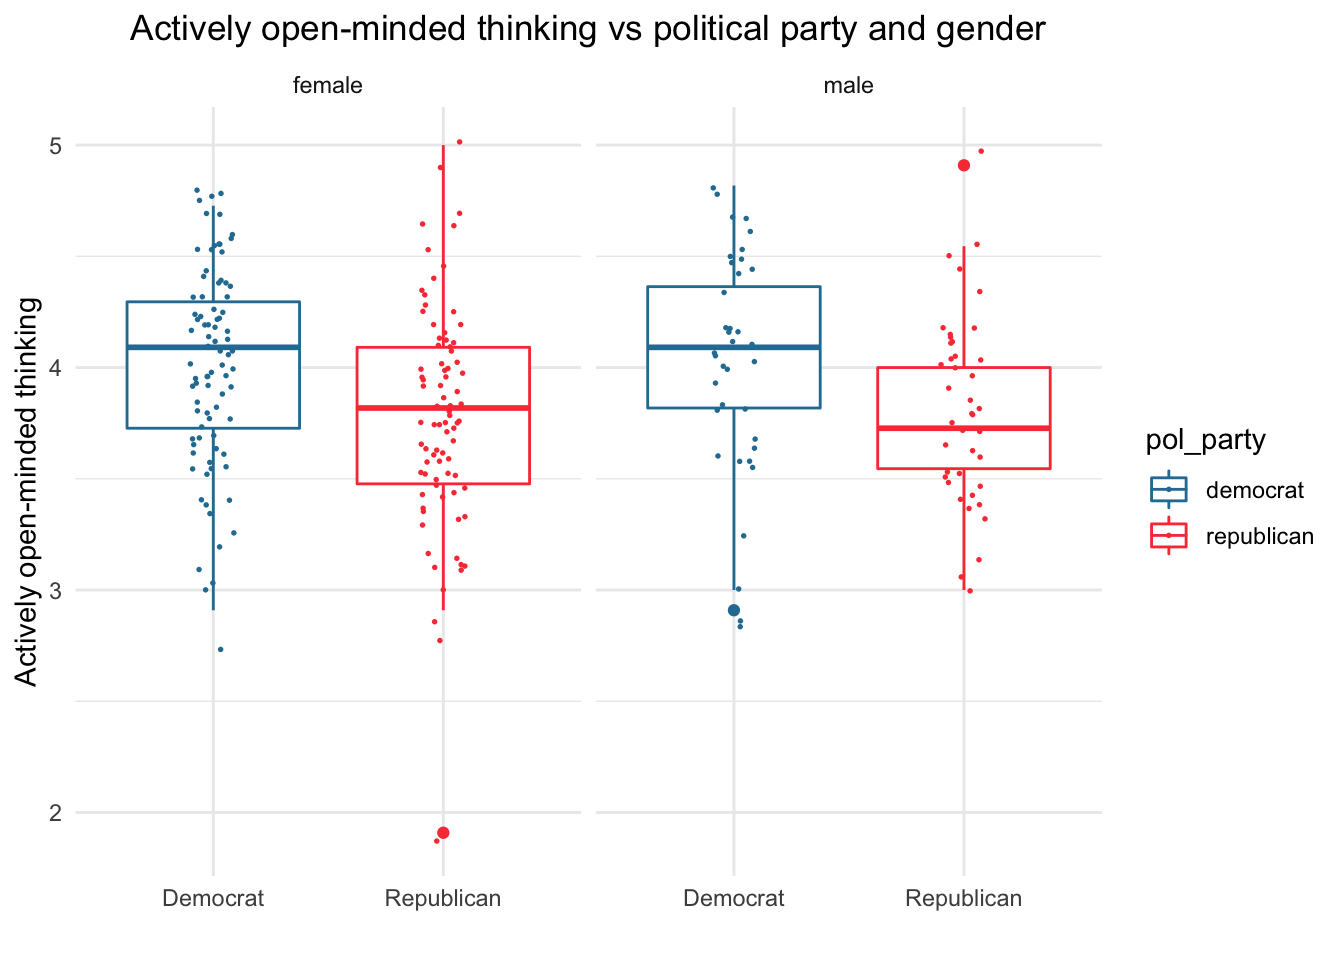 Actively open-minded thinking vs political party and gender
female
male
Actively open-minded thinking
5
4
3
2
Democrat
Republican
Democrat
Republican
pol_party
democrat
republican